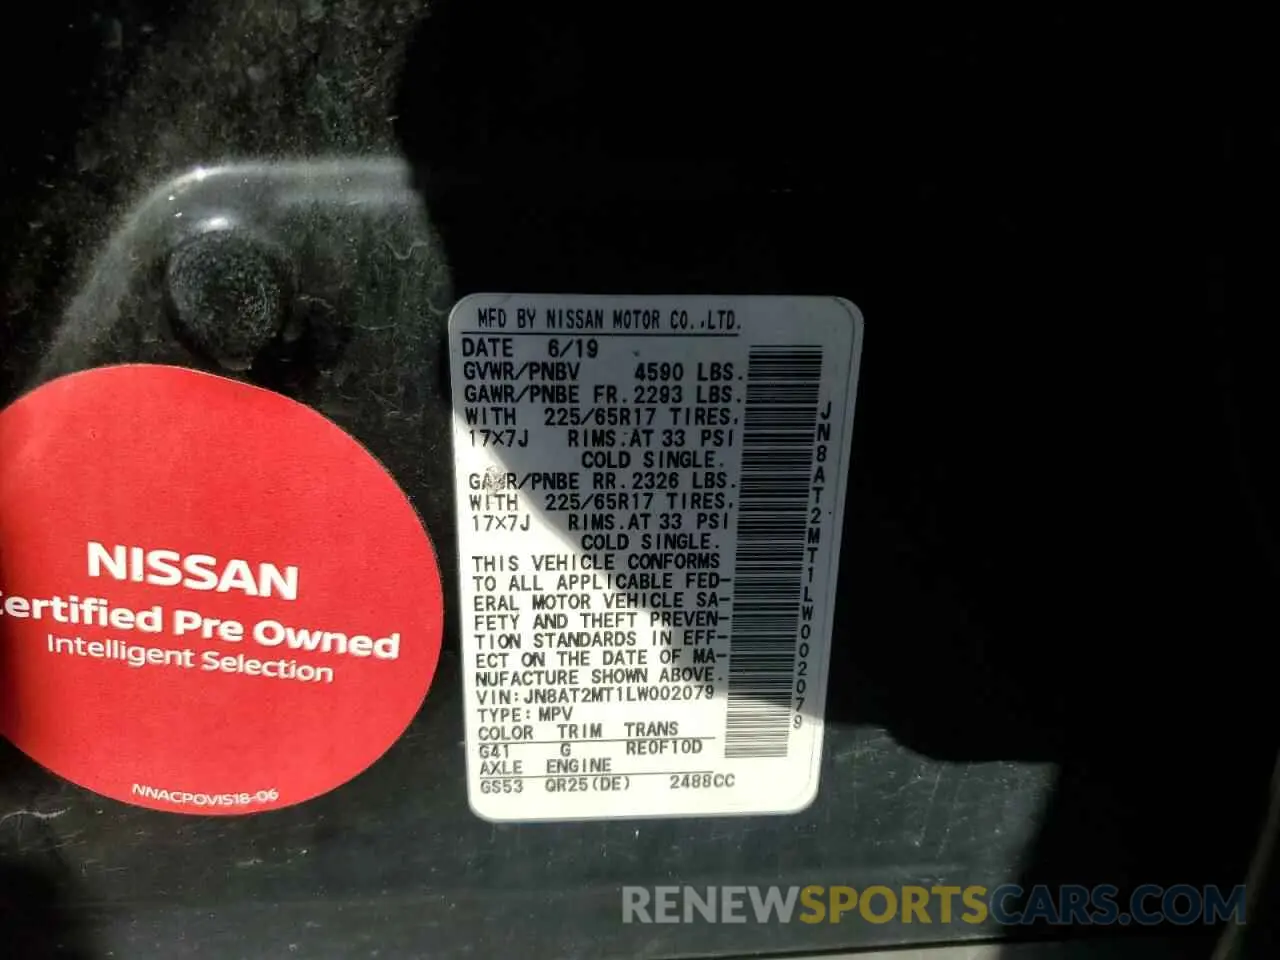 MFD BY NISSAN MOTOR CO.,LTD.
DATE 6/19
GVWR/PNBV 4590 LBS.
GAWR/PNBE FR. 2293 LBS.
WITH 225/65R17 TIRES,
17×7J RIMS.AT 33 PSI
COLD SINGLE.
GAWR/PNBE RR. 2326 LBS.
WITH 225/65R17 TIRES,
17×7J RIMS.AT 33 PSI
COLD SINGLE.
THIS VEHICLE CONFORMS
TO ALL APPLICABLE FED-
ERAL MOTOR VEHICLE SA-
FETY AND THEFT PREVEN-
TION STANDARDS IN EFF-
ECT ON THE DATE OF MA-
NUFACTURE SHOWN ABOVE.
VIN:JN8AT2MT1LW002079
TYPE:MPV
COLOR TRIM TRANS
G41 G RE0F10D
AXLE ENGINE
GS53 QR25(DE) 2488CC
JN8AT2MT1LW002079
NISSAN
Certified Pre Owned
Intelligent Selection
NNACPOVIS18-06
RENEWSPORTSCARS.COM